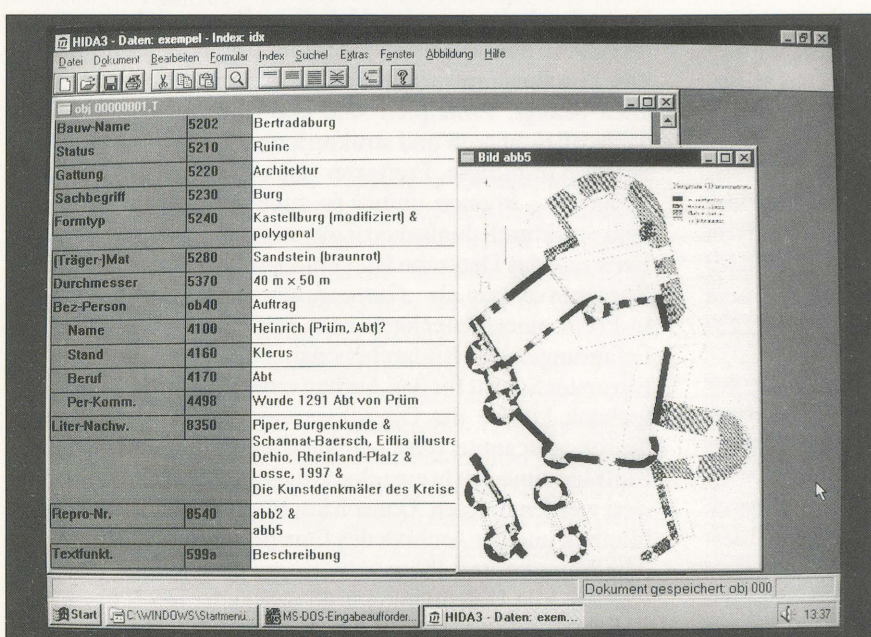 HIDA3 - Daten: exempel - Index: idx
Datei Dokument Bearbeiten Formular Index Suche! Extras Fenster Abbildung Hilfe
obj 00000001,T
Bauw-Name 5202 Bertradaburg
Status 5210 Ruine
Gattung 5220 Architektur
Sachbegriff 5230 Burg
Formtyp 5240 Kastellburg (modifiziert) &
polygonal
(Träger-)Mat 5280 Sandstein (braunrot)
Durchmesser 5370 40 m x 50 m
Bez-Person ob40 Auftrag
Name 4100 Heinrich (Prüm, Abt)?
Stand 4160 Klerus
Beruf 4170 Abt
Per-Komm. 4498 Wurde 1291 Abt von Prüm
Liter-Nachw. 8350 Piper, Burgenkunde &
Schannat-Baersch, Eiflia illustra
Dehio, Rheinland-Pfalz &
Losse, 1997 &
Die Kunstdenkmäler des Kreise
Repro-Nr. 8540 abb2 &
abb5
Textfunkt. 599a Beschreibung
Bild abb5
Dokument gespeichert: obj 000
Start C:\WINDOWS\Startmenü... MS-DOS-Eingabeaufforder... HIDA3 - Daten: exem... 13:37